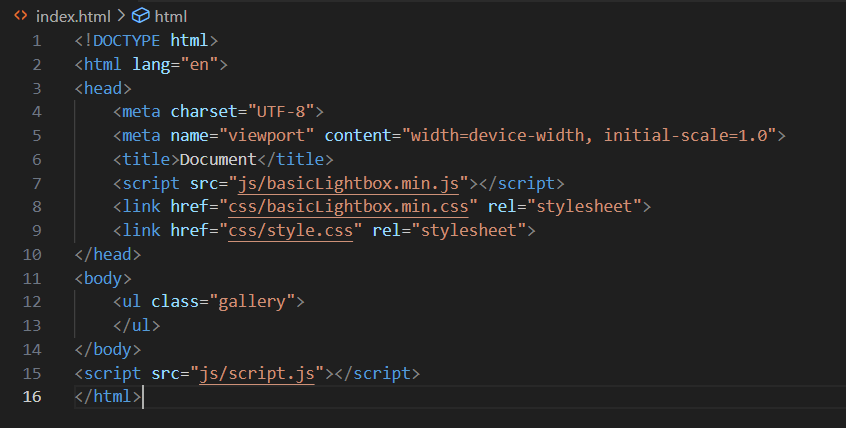 index.html > html
1 <!DOCTYPE html>
2 <html lang="en">
3 <head>
4     <meta charset="UTF-8">
5     <meta name="viewport" content="width=device-width, initial-scale=1.0">
6     <title>Document</title>
7     <script src="js/basicLightbox.min.js"></script>
8     <link href="css/basicLightbox.min.css" rel="stylesheet">
9     <link href="css/style.css" rel="stylesheet">
10 </head>
11 <body>
12     <ul class="gallery">
13     </ul>
14 </body>
15 <script src="js/script.js"></script>
16 </html>